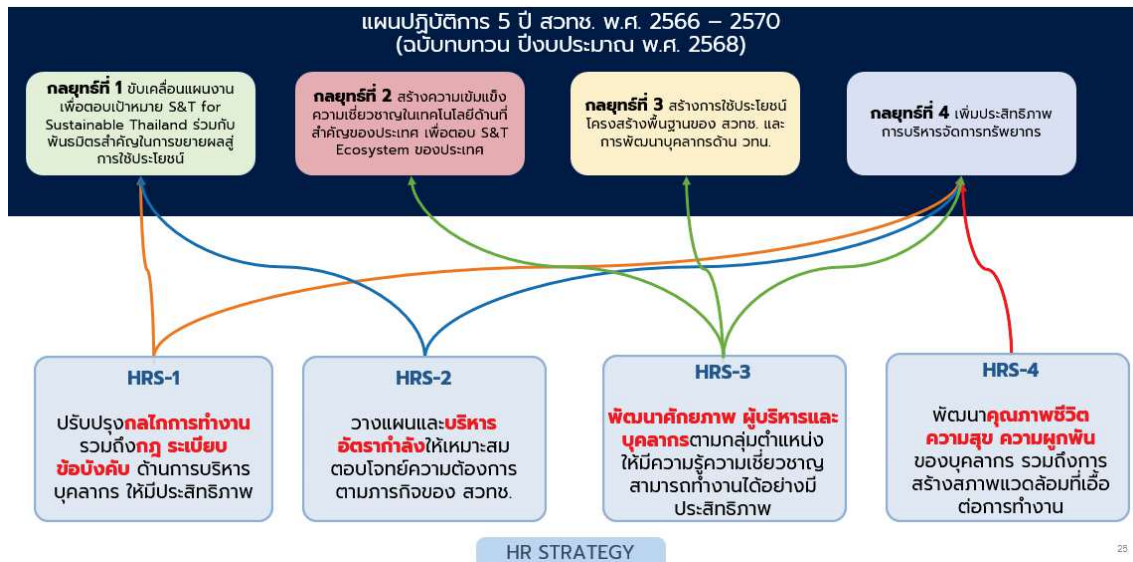 แผนปฏิบัติการ 5 ปี สวทช. พ.ศ. 2566 – 2570
(ฉบับทบทวน ปีงบประมาณ พ.ศ. 2568)
กลยุทธ์ที่ 1 ขับเคลื่อนแผนงาน
เพื่อตอบเป้าหมาย S&T for
Sustainable Thailand ร่วมกับ
พันธมิตรสำคัญในการขยายผลสู่
การใช้ประโยชน์
กลยุทธ์ที่ 2 สร้างความเข้มแข็ง
ความเชี่ยวชาญในเทคโนโลยีด้านที่
สำคัญของประเทศ เพื่อตอบ S&T
Ecosystem ของประเทศ
กลยุทธ์ที่ 3 สร้างการใช้ประโยชน์
โครงสร้างพื้นฐานของ สวทช. และ
การพัฒนาบุคลากรด้าน วทน.
กลยุทธ์ที่ 4 เพิ่มประสิทธิภาพ
การบริหารจัดการทรัพยากร
HRS-1
ปรับปรุงกลไกการทำงาน
รวมถึงกฎ ระเบียบ
ข้อบังคับ ด้านการบริหาร
บุคลากร ให้มีประสิทธิภาพ
HRS-2
วางแผนและบริหาร
อัตรากำลังให้เหมาะสม
ตอบโจทย์ความต้องการ
ตามภารกิจของ สวทช.
HRS-3
พัฒนาศักยภาพ ผู้บริหารและ
บุคลากรตามกลุ่มตำแหน่ง
ให้มีความรู้ความเชี่ยวชาญ
สามารถทำงานได้อย่างมี
ประสิทธิภาพ
HRS-4
พัฒนาคุณภาพชีวิต
ความสุข ความผูกพัน
ของบุคลากร รวมถึงการ
สร้างสภาพแวดล้อมที่เอื้อ
ต่อการทำงาน
HR STRATEGY
25